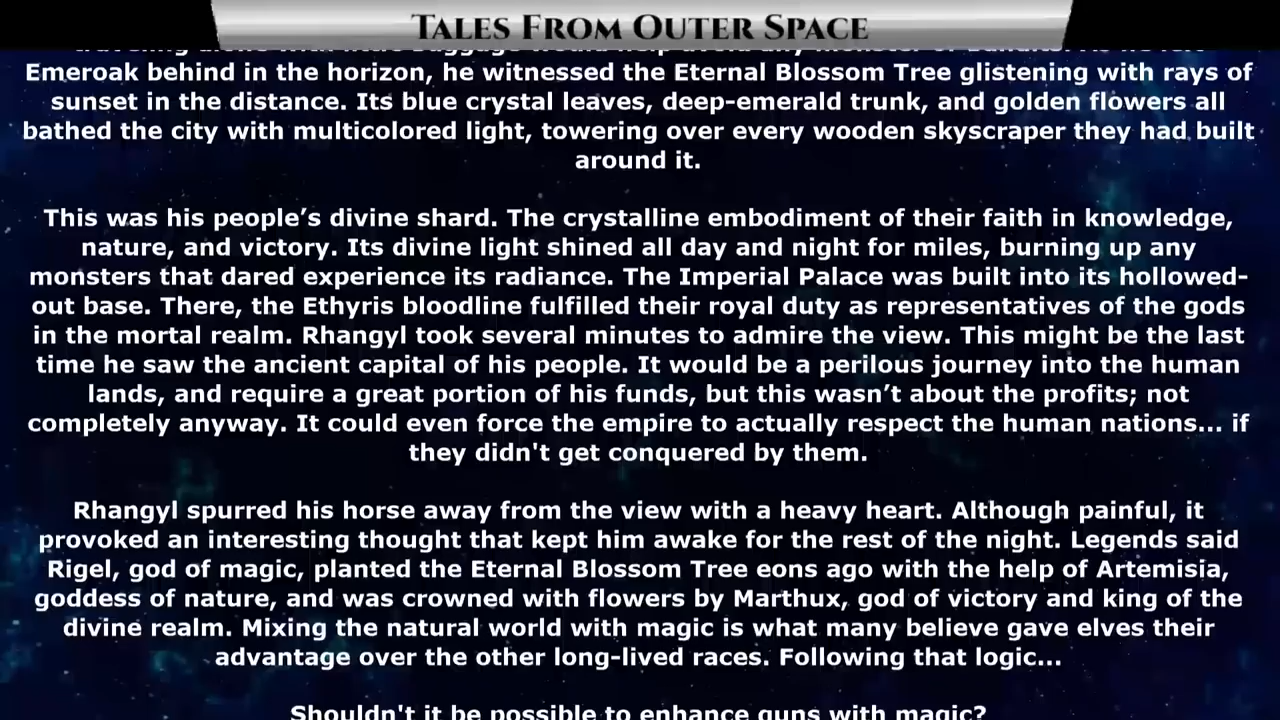 Tales From Outer Space
Emeroak behind in the horizon, he witnessed the Eternal Blossom Tree glistening with rays of
sunset in the distance. Its blue crystal leaves, deep-emerald trunk, and golden flowers all
bathed the city with multicolored light, towering over every wooden skyscraper they had built
around it.
This was his people’s divine shard. The crystalline embodiment of their faith in knowledge,
nature, and victory. Its divine light shined all day and night for miles, burning up any
monsters that dared experience its radiance. The Imperial Palace was built into its hollowed-
out base. There, the Ethyris bloodline fulfilled their royal duty as representatives of the gods
in the mortal realm. Rhangyl took several minutes to admire the view. This might be the last
time he saw the ancient capital of his people. It would be a perilous journey into the human
lands, and require a great portion of his funds, but this wasn’t about the profits; not
completely anyway. It could even force the empire to actually respect the human nations... if
they didn't get conquered by them.
Rhangyl spurred his horse away from the view with a heavy heart. Although painful, it
provoked an interesting thought that kept him awake for the rest of the night. Legends said
Rigel, god of magic, planted the Eternal Blossom Tree eons ago with the help of Artemisia,
goddess of nature, and was crowned with flowers by Marthux, god of victory and king of the
divine realm. Mixing the natural world with magic is what many believe gave elves their
advantage over the other long-lived races. Following that logic...
Shouldn't it be possible to enhance guns with magic?